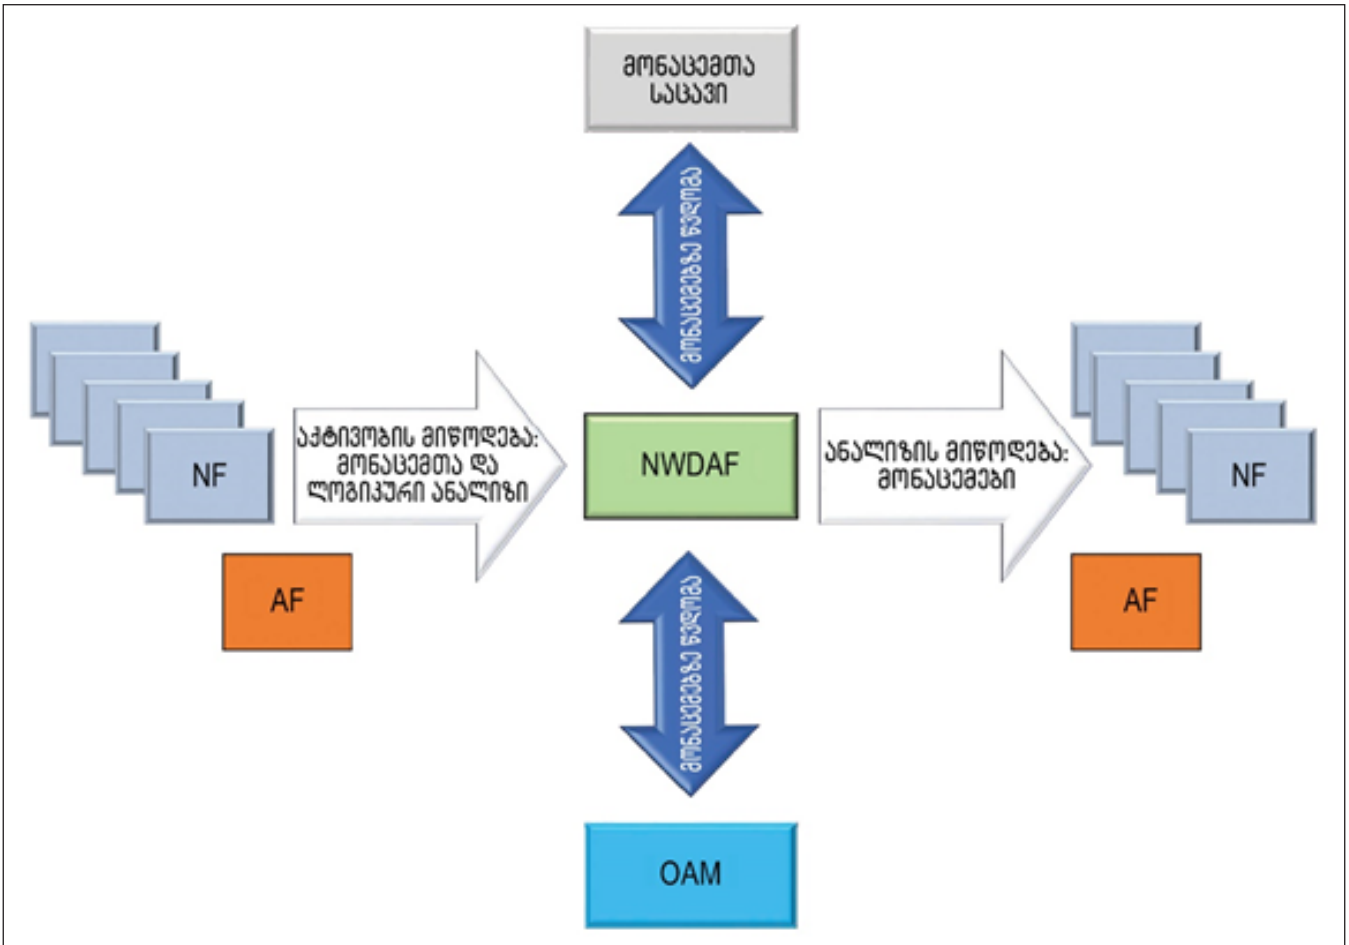 მონაცემთა
საცავი
მონაცემებზე წვდომა
აქტივობის მიწოდება:
მონაცემთა და
ლოგიკური ანალიზი
NF
AF
NWDAF
ანალიზის მიწოდება:
მონაცემები
NF
AF
მონაცემებზე წვდომა
OAM